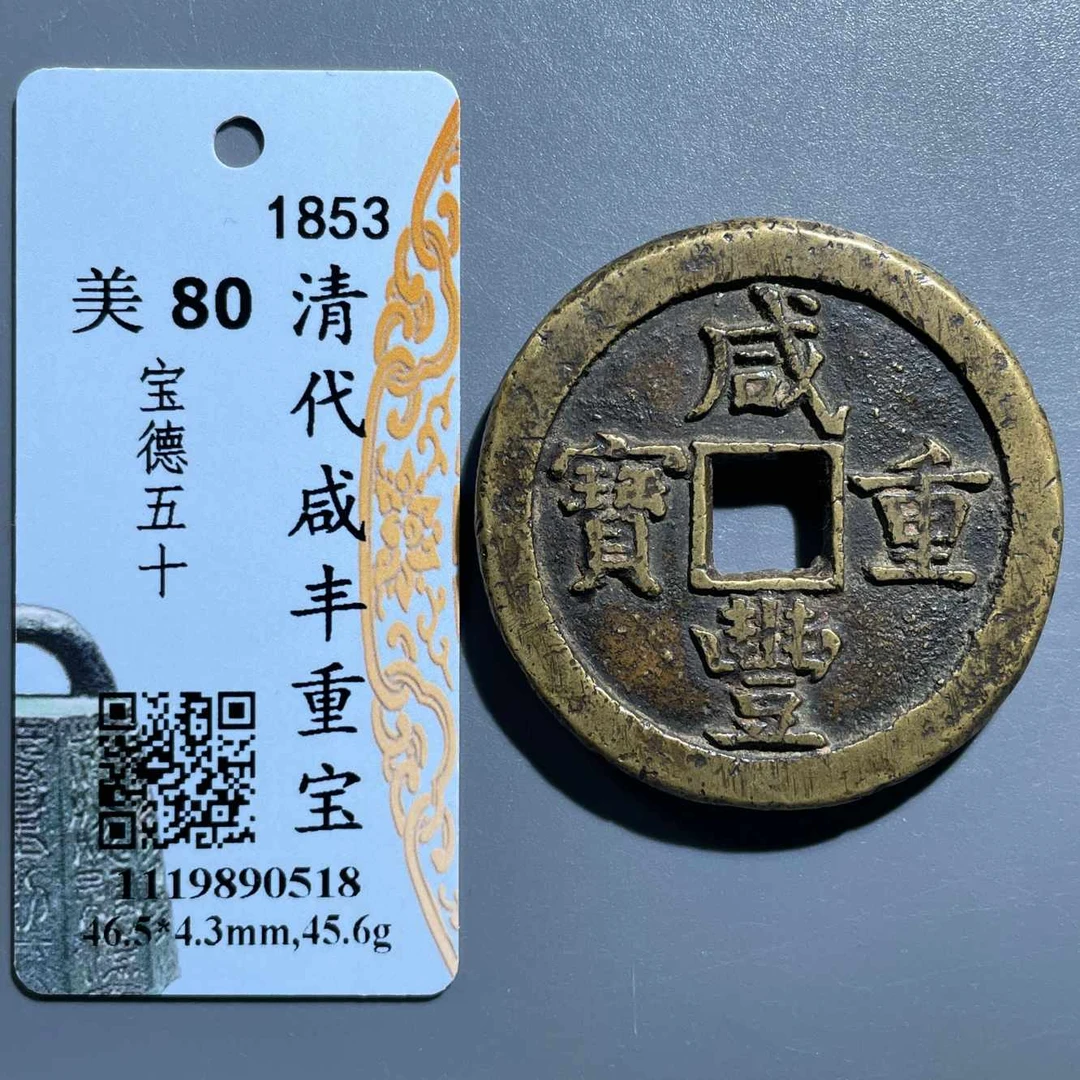 1853
清代咸丰重宝
美 80
宝德五十
1119890518
46.5*4.3mm,45.6g
咸豐重寶